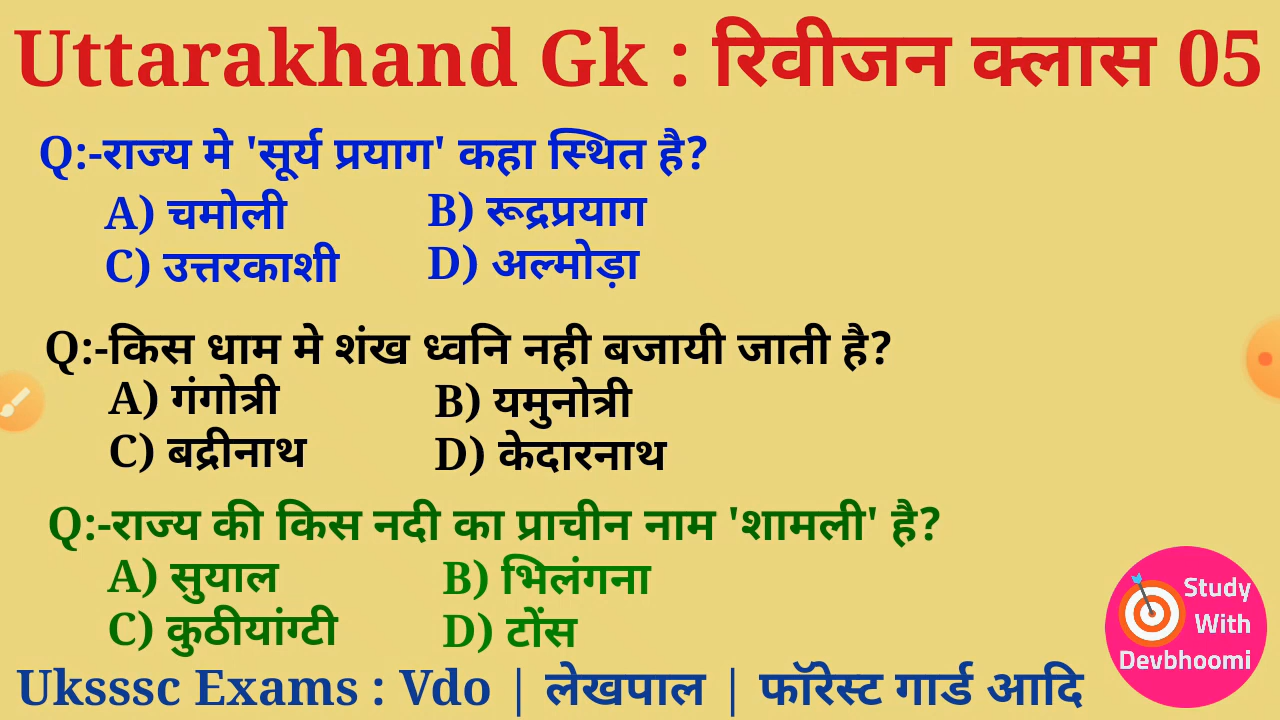 Uttarakhand Gk : रिवीजन क्लास 05
Q:-राज्य मे 'सूर्य प्रयाग' कहा स्थित है?
A) चमोली B) रूद्रप्रयाग
C) उत्तरकाशी D) अल्मोड़ा
Q:-किस धाम मे शंख ध्वनि नही बजायी जाती है?
A) गंगोत्री B) यमुनोत्री
C) बद्रीनाथ D) केदारनाथ
Q:-राज्य की किस नदी का प्राचीन नाम 'शामली' है?
A) सुयाल B) भिलंगना
C) कुठीयांग्टी D) टोंस
Study
With
Devbhoomi
Uksssc Exams : Vdo | लेखपाल | फॉरेस्ट गार्ड आदि